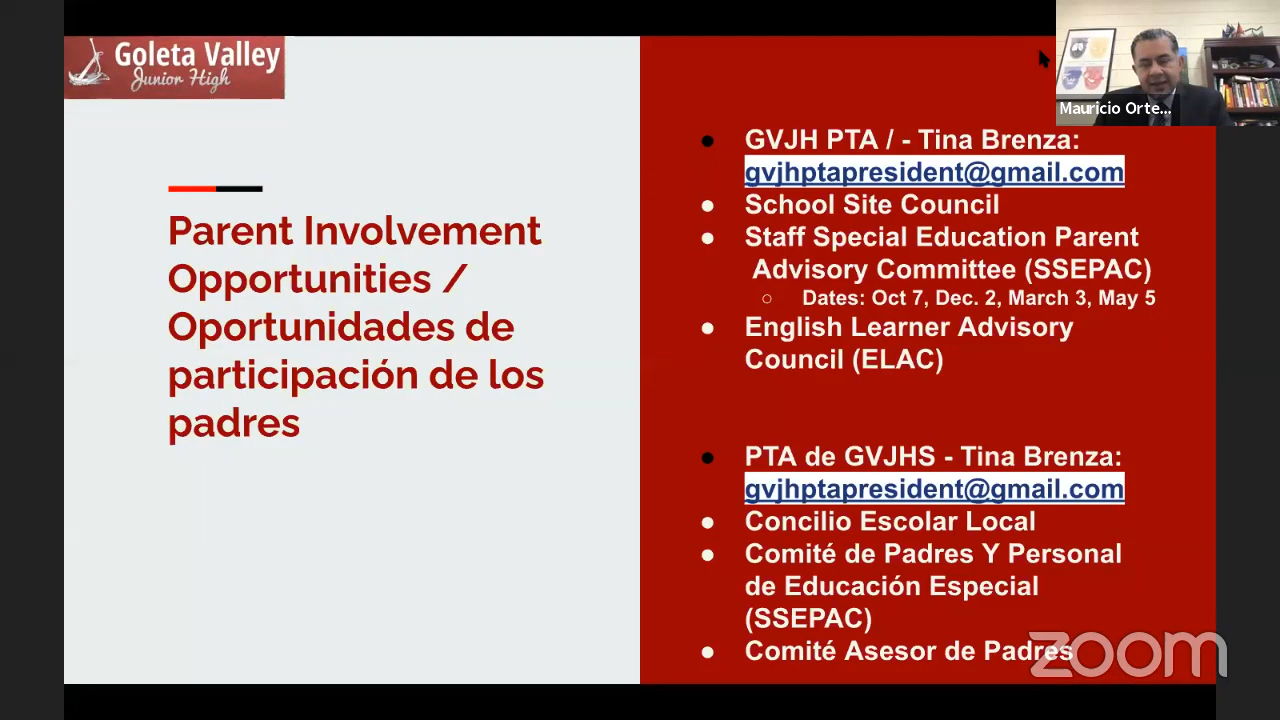 Goleta Valley
Junior High
Mauricio Orte...
Parent Involvement
Opportunities /
Oportunidades de
participación de los
padres
GVJH PTA / - Tina Brenza:
gvjhptapresident@gmail.com
School Site Council
Staff Special Education Parent
Advisory Committee (SSEPAC)
Dates: Oct 7, Dec. 2, March 3, May 5
English Learner Advisory
Council (ELAC)
PTA de GVJHS - Tina Brenza:
gvjhptapresident@gmail.com
Concilio Escolar Local
Comité de Padres Y Personal
de Educación Especial
(SSEPAC)
Comité Asesor de Padres
zoom